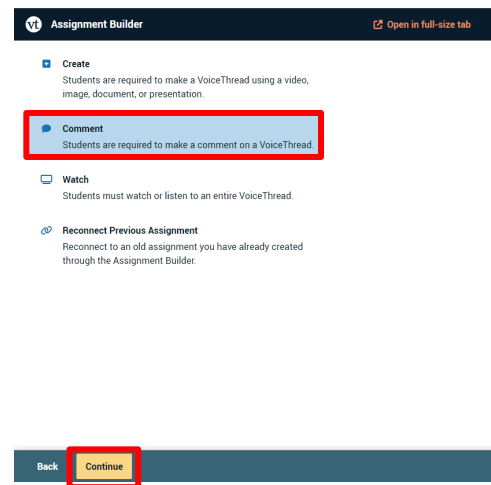 vt Assignment Builder Open in full-size tab
Create
Students are required to make a VoiceThread using a video,
image, document, or presentation.
Comment
Students are required to make a comment on a VoiceThread.
Watch
Students must watch or listen to an entire VoiceThread.
Reconnect Previous Assignment
Reconnect to an old assignment you have already created
through the Assignment Builder.
Back Continue